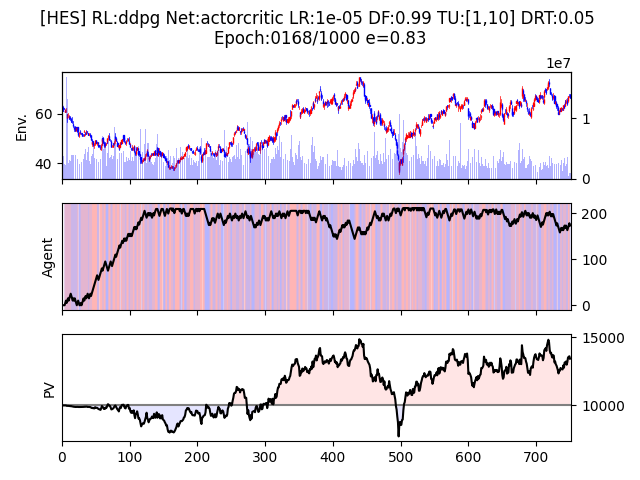 [HES] RL:ddpg Net:actorcritic LR:1e-05 DF:0.99 TU:[1,10] DRT:0.05
Epoch:0168/1000 e=0.83
1e7
Env.
60
40
1
0
Agent
200
100
0
PV
15000
10000
0 100 200 300 400 500 600 700